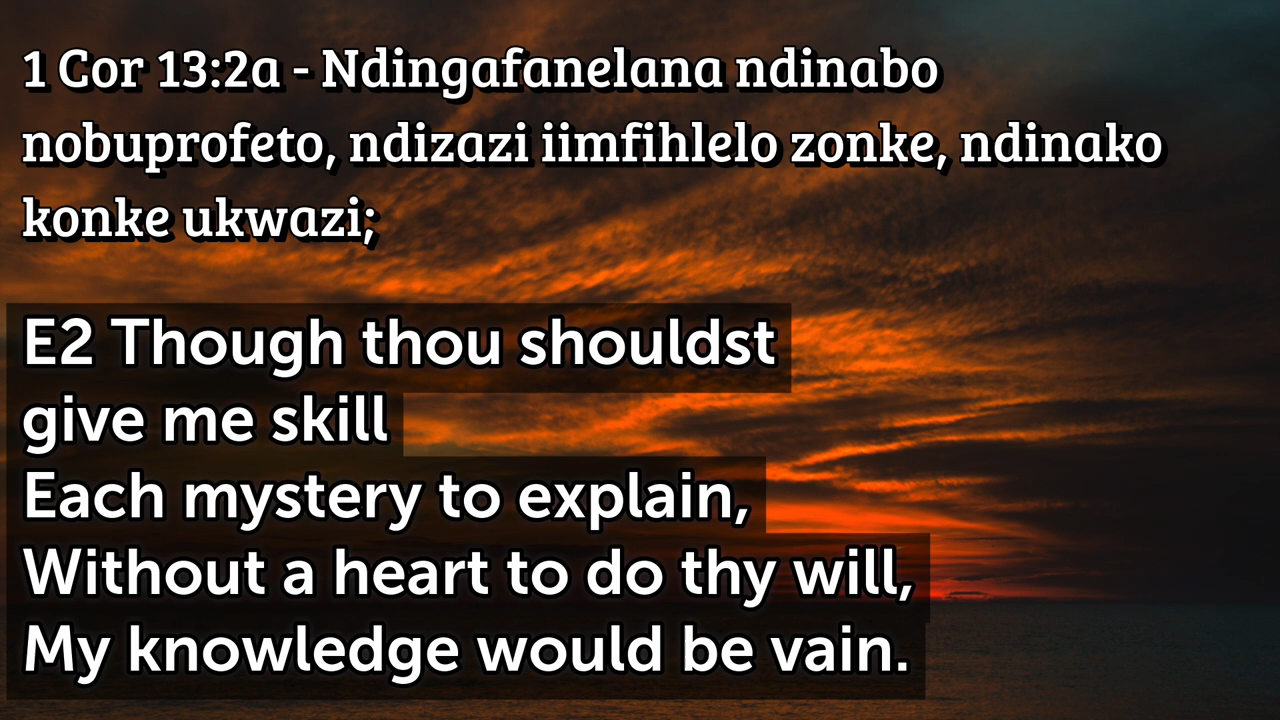 1 Cor 13:2a - Ndingafanelana ndinabo
nobuprofeto, ndizazi iimfihlelo zonke, ndinako
konke ukwazi;
E2 Though thou shouldst
give me skill
Each mystery to explain,
Without a heart to do thy will,
My knowledge would be vain.